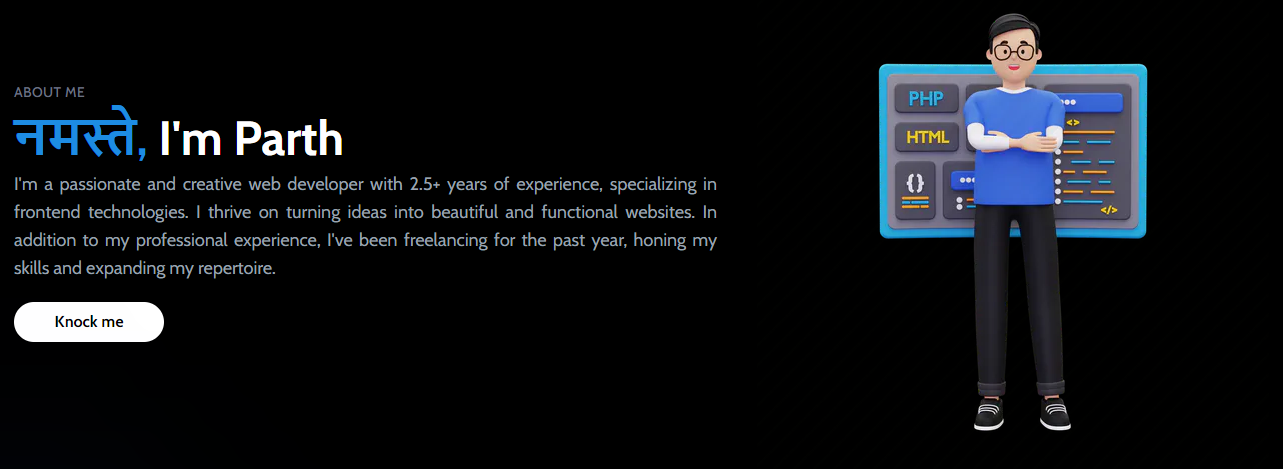 ABOUT ME
नमस्ते, I'm Parth
I'm a passionate and creative web developer with 2.5+ years of experience, specializing in
frontend technologies. I thrive on turning ideas into beautiful and functional websites. In
addition to my professional experience, I've been freelancing for the past year, honing my
skills and expanding my repertoire.
Knock me
PHP
<>
HTML
{}
</>